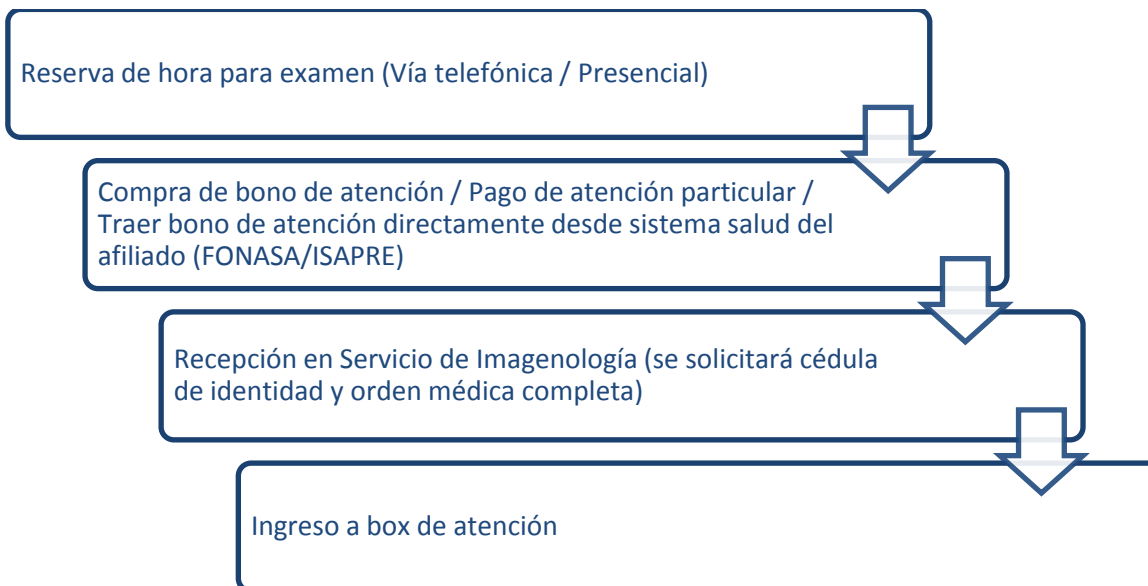 Reserva de hora para examen (Vía telefónica / Presencial)
Compra de bono de atención / Pago de atención particular /
Traer bono de atención directamente desde sistema salud del
afiliado (FONASA/ISAPRE)
Recepción en Servicio de Imagenología (se solicitará cédula
de identidad y orden médica completa)
Ingreso a box de atención